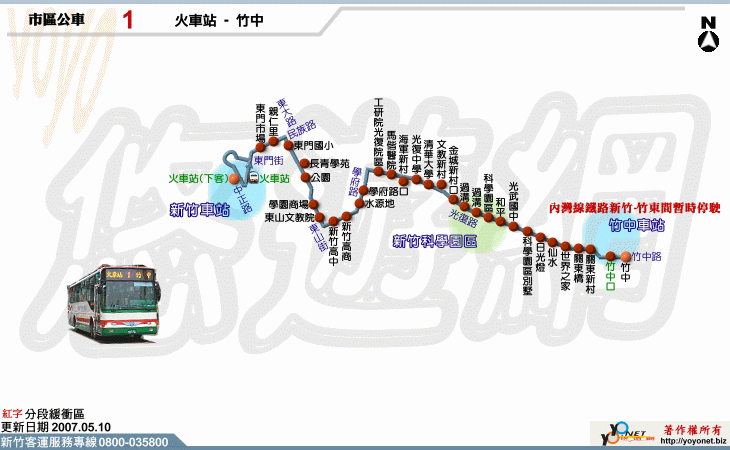 市區公車 1 火車站 - 竹中
N
yoyo
火車站(下客)
火車站
新竹車站
中正路
東門街
東門市場
親仁里
東大路
民族路
東門國小
長青學苑
公園
學園商場
東山文教院
東山街
新竹高中
新竹高商
水源地
學府路口
學府路
工研院光復院區
馬偕醫院
海軍新村
光復中學
清華大學
文教新村
金城新村口
過溝
過溝
光復路
科學園區
和平
光武國中
新竹科學園區
科學園區別墅
日光燈
仙水
世界之家
關東橋
關東新村
竹中口
竹中
竹中路
內灣線鐵路新竹-竹東間暫時停駛
竹中車站
火車站 1 竹中
紅字 分段緩衝區
更新日期 2007.05.10
新竹客運服務專線 0800-035800
YOYONET
著作權所有
http://yoyonet.biz